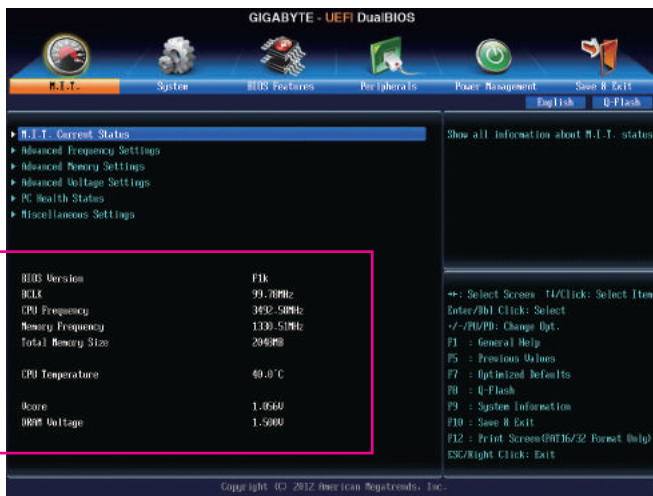 GIGABYTE - UEFI DualBIOS
M.I.T. System BIOS Features Peripherals Power Management Save & Exit
English Q-Flash
M.I.T. Current Status
Advanced Frequency Settings
Advanced Memory Settings
Advanced Voltage Settings
PC Health Status
Miscellaneous Settings
Show all information about M.I.T. status
BIOS Version F1k
BCLK 99.78MHz
CPU Frequency 3492.58MHz
Memory Frequency 1330.51MHz
Total Memory Size 2048MB
CPU Temperature 40.0°C
Vcore 1.056V
DRAM Voltage 1.500V
→←: Select Screen ↑↓/Click: Select Item
Enter/Dbl Click: Select
+/-/PU/PD: Change Opt.
F1 : General Help
F5 : Previous Values
F7 : Optimized Defaults
F8 : Q-Flash
F9 : System Information
F10 : Save & Exit
F12 : Print Screen(FAT16/32 Format Only)
ESC/Right Click: Exit
Copyright (C) 2012 American Megatrends, Inc.